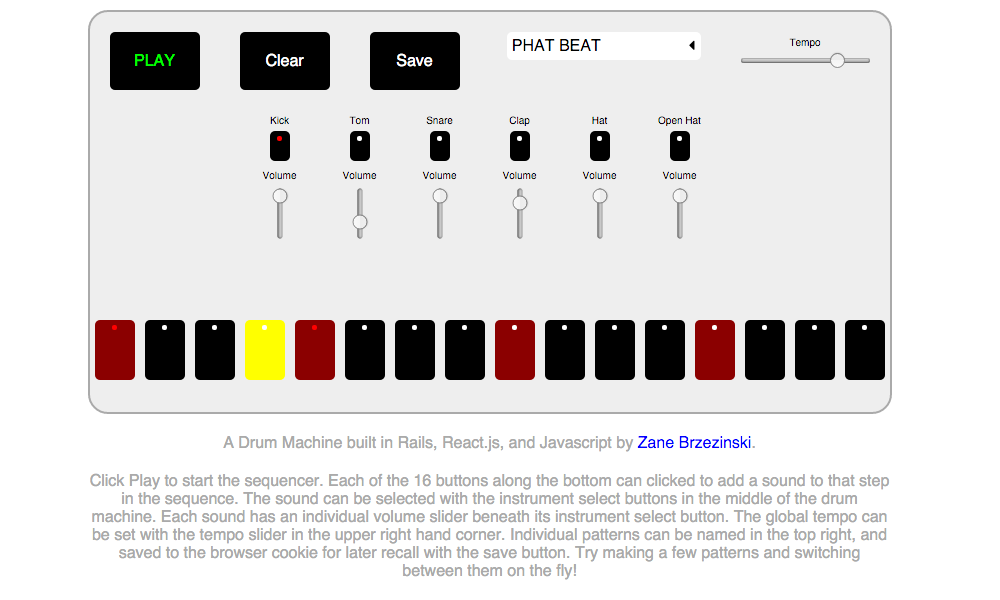 PLAY
Clear
Save
PHAT BEAT
Tempo
Kick
Tom
Snare
Clap
Hat
Open Hat
Volume
Volume
Volume
Volume
Volume
Volume
A Drum Machine built in Rails, React.js, and Javascript by Zane Brzezinski.
Click Play to start the sequencer. Each of the 16 buttons along the bottom can clicked to add a sound to that step
in the sequence. The sound can be selected with the instrument select buttons in the middle of the drum
machine. Each sound has an individual volume slider beneath its instrument select button. The global tempo can
be set with the tempo slider in the upper right hand corner. Individual patterns can be named in the top right, and
saved to the browser cookie for later recall with the save button. Try making a few patterns and switching
between them on the fly!